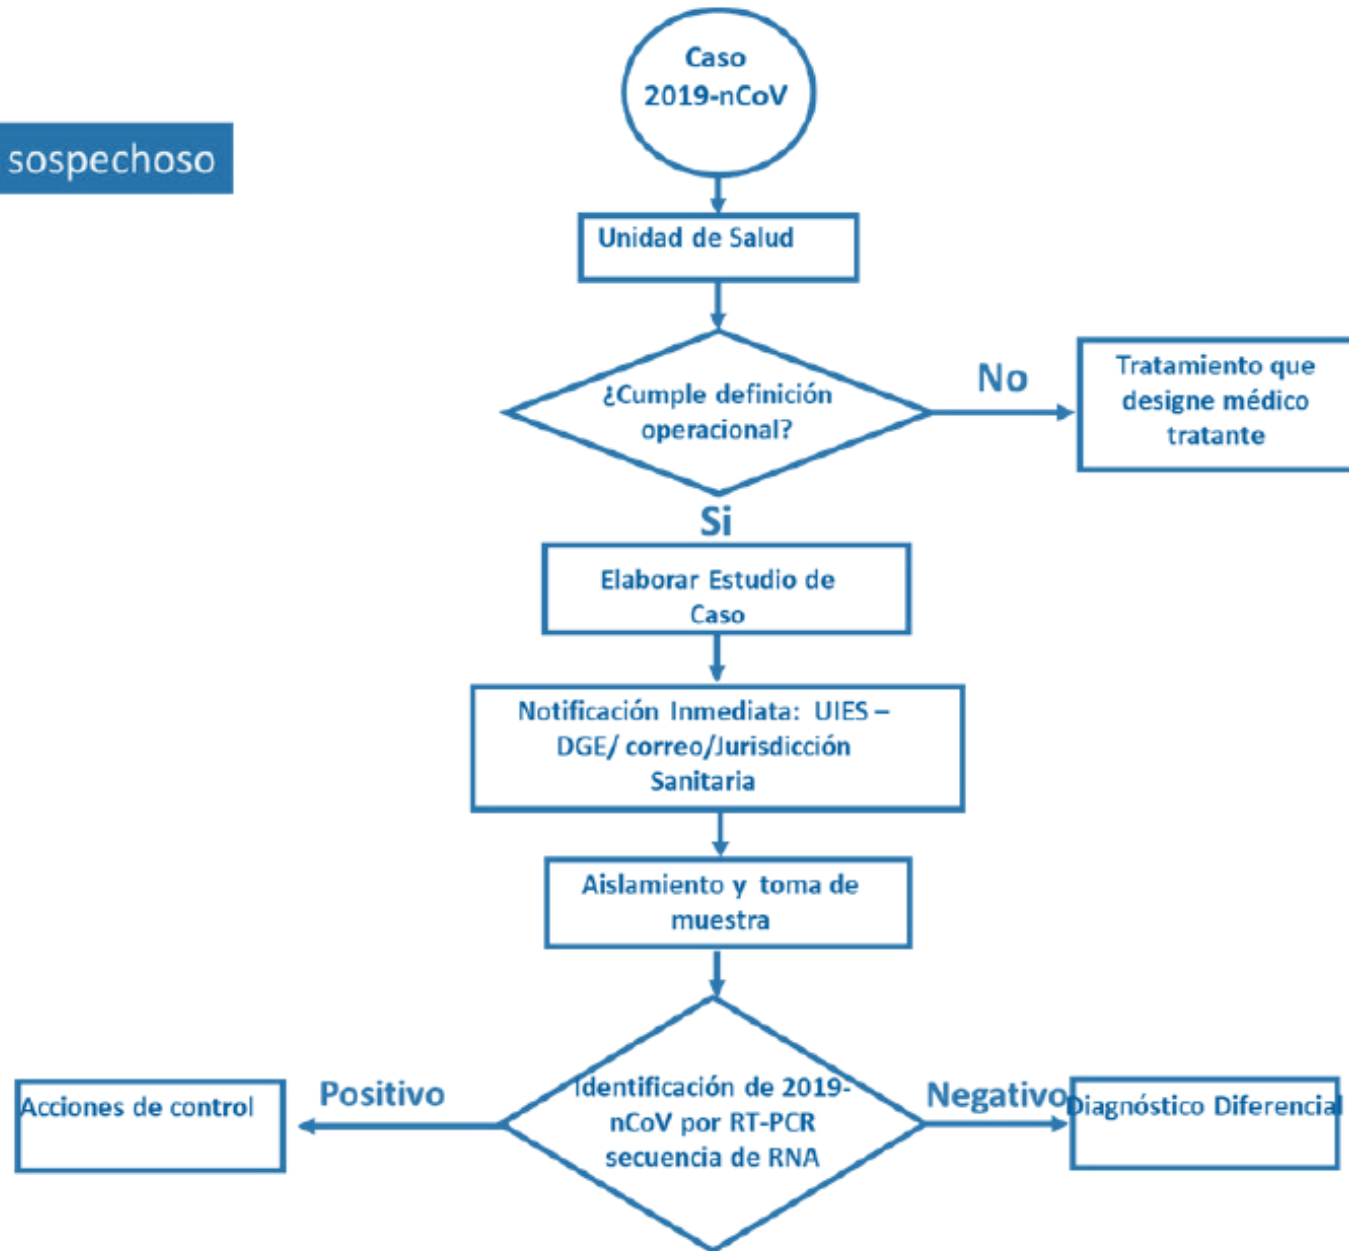 Caso
2019-nCoV
sospechoso
Unidad de Salud
¿Cumple definición
operacional?
No
Tratamiento que
designe médico
tratante
Si
Elaborar Estudio de
Caso
Notificación Inmediata: UIES –
DGE/ correo/Jurisdicción
Sanitaria
Aislamiento y toma de
muestra
Identificación de 2019-
nCoV por RT-PCR
secuencia de RNA
Positivo
Acciones de control
Negativo
Diagnóstico Diferencial